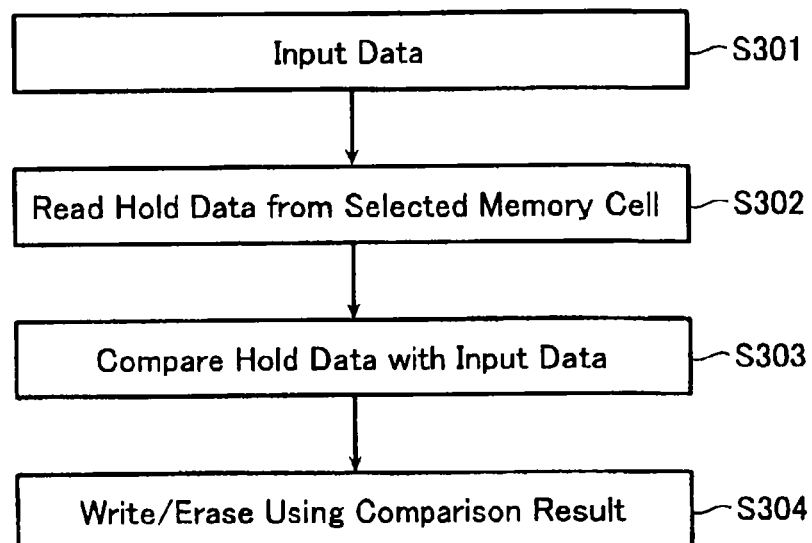 Input Data S301
Read Hold Data from Selected Memory Cell S302
Compare Hold Data with Input Data S303
Write/Erase Using Comparison Result S304